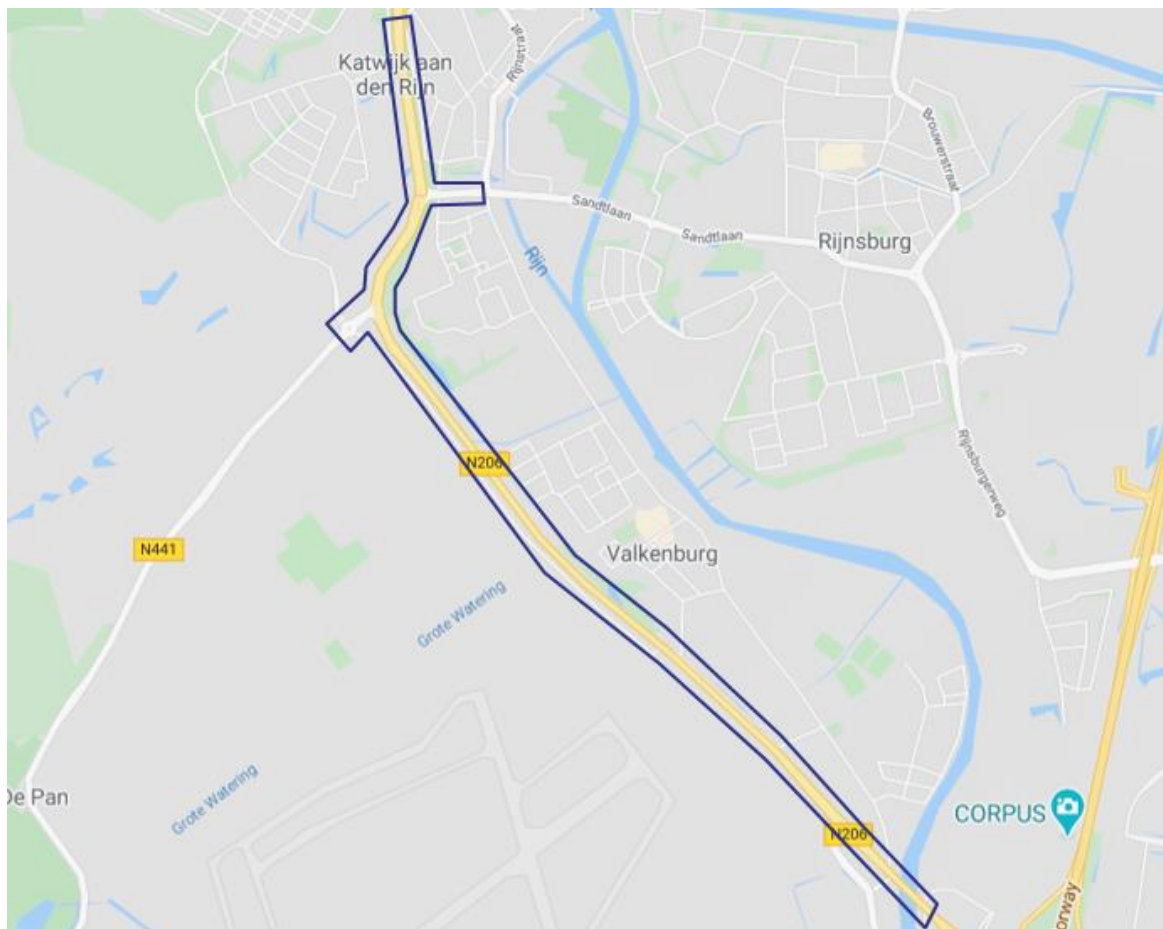 Katwijk aan
den Rijn
Rijnstraat
Brouwerstraat
Sandtlaan
Sandtlaan
Rijnsburg
Rijn
N206
Rijnsburgerweg
N441
Valkenburg
Grote Watering
Grote Watering
De Pan
CORPUS
N206
orway